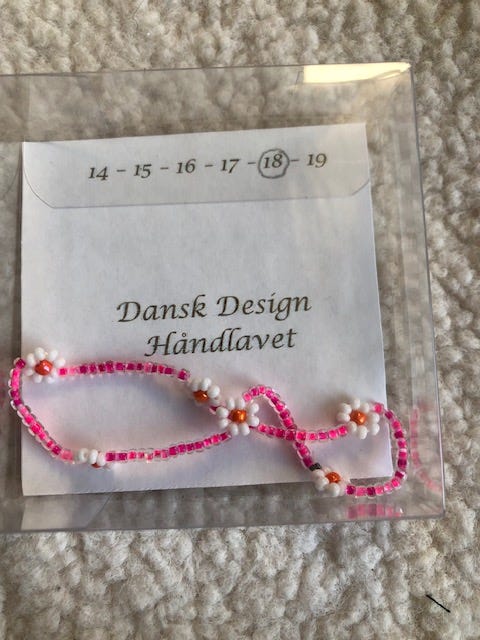 14 - 15 - 16 - 17 - 18 - 19
Dansk Design
Håndlavet